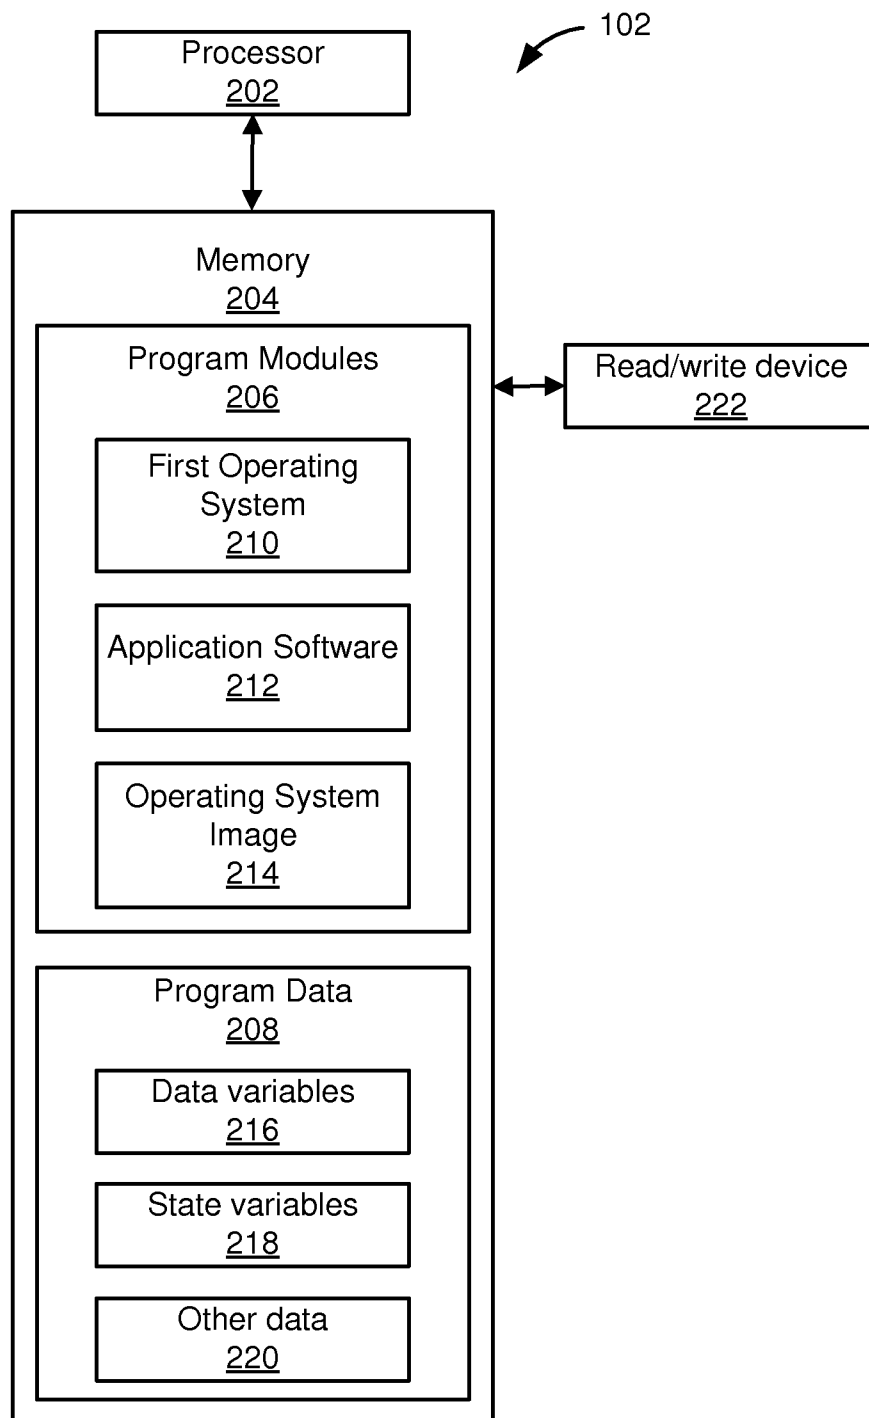 102
Processor
202
Memory
204
Program Modules
206
First Operating
System
210
Application Software
212
Operating System
Image
214
Program Data
208
Data variables
216
State variables
218
Other data
220
Read/write device
222